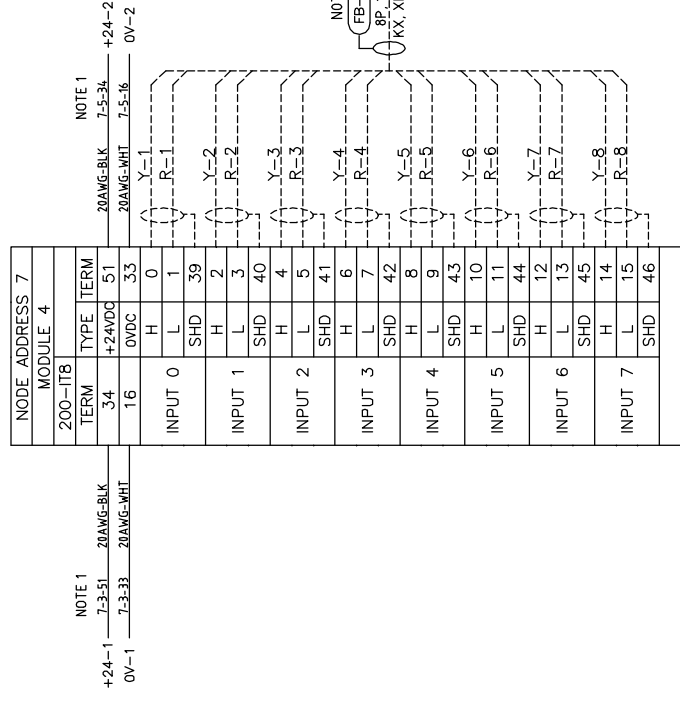 NODE ADDRESS 7
MODULE 4
200-IT8
TERM TYPE TERM
34 +24VDC 51
16 0VDC 33
INPUT 0 H 0
L 1
SHD 39
INPUT 1 H 2
L 3
SHD 40
INPUT 2 H 4
L 5
SHD 41
INPUT 3 H 6
L 7
SHD 42
INPUT 4 H 8
L 9
SHD 43
INPUT 5 H 10
L 11
SHD 44
INPUT 6 H 12
L 13
SHD 45
INPUT 7 H 14
L 15
SHD 46
NOTE 1
+24-1 7-3-51 20AWG-BLK
0V-1 7-3-33 20AWG-WHT
NOTE 1
20AWG-BLK 7-5-34 +24-2
20AWG-WHT 7-5-16 0V-2
Y-1
R-1
Y-2
R-2
Y-3
R-3
Y-4
R-4
Y-5
R-5
Y-6
R-6
Y-7
R-7
Y-8
R-8
FB-
8P,
KX,